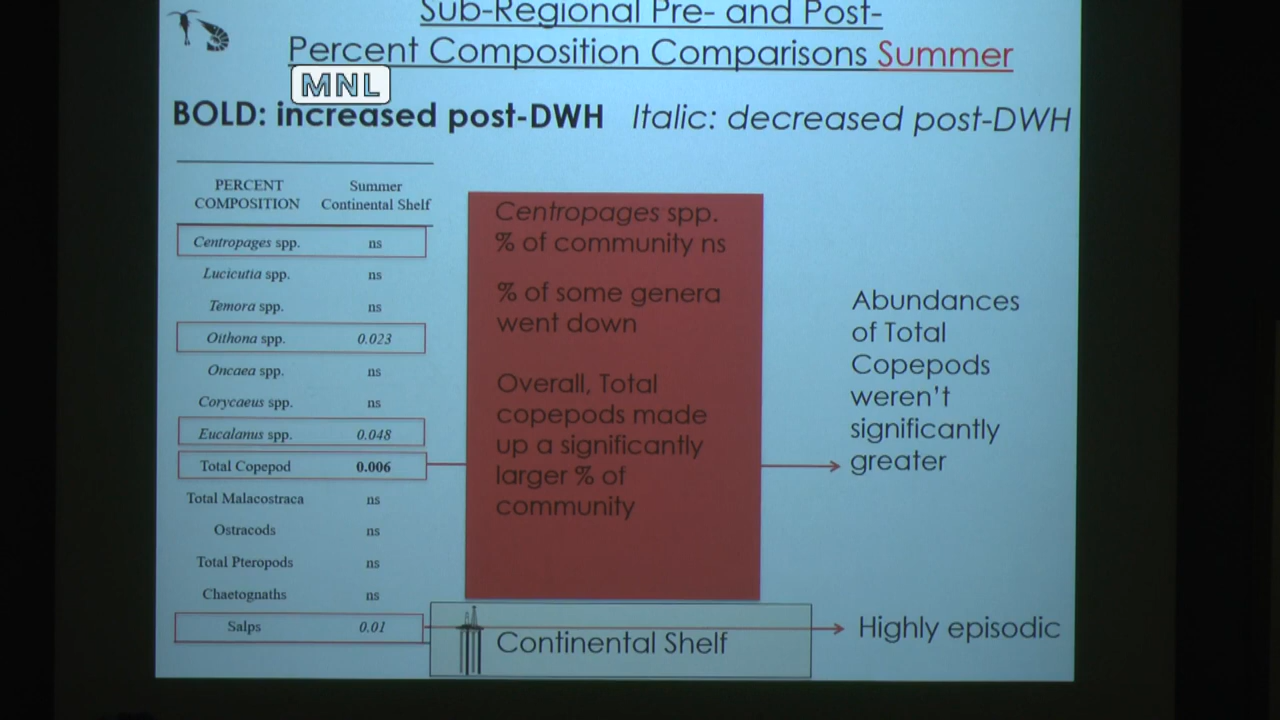 Sub-Regional Pre- and Post-
Percent Composition Comparisons Summer
MNL
BOLD: increased post-DWH Italic: decreased post-DWH
PERCENT COMPOSITION Summer Continental Shelf
Centropages spp. ns
Lucicutia spp. ns
Temora spp. ns
Oithona spp. 0.023
Oncaea spp. ns
Corycaeus spp. ns
Eucalanus spp. 0.048
Total Copepod 0.006
Total Malacostraca ns
Ostracods ns
Total Pteropods ns
Chaetognaths ns
Salps 0.01
Centropages spp.
% of community ns
% of some genera
went down
Overall, Total
copepods made
up a significantly
larger % of
community
Continental Shelf
Abundances
of Total
Copepods
weren't
significantly
greater
Highly episodic